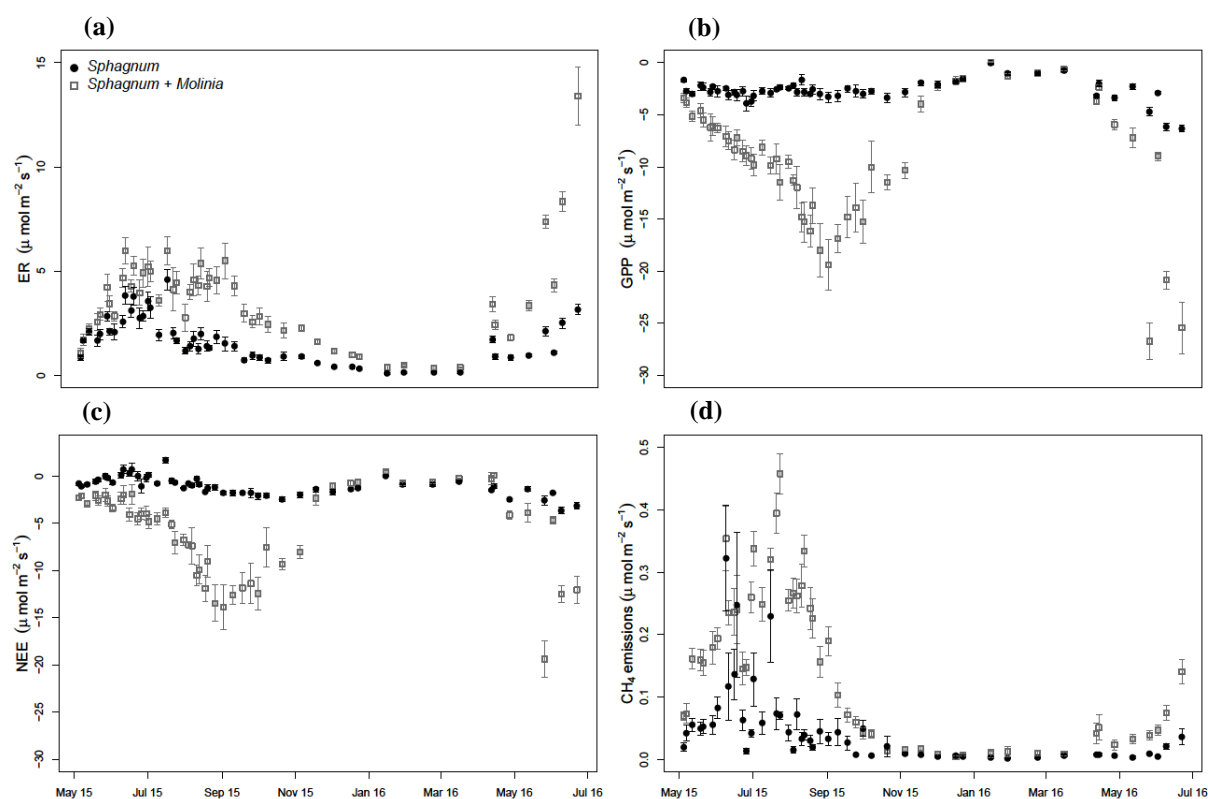 (a)
ER (μ mol m−2 s−1)
15
10
5
0
Sphagnum
Sphagnum + Molinia
(b)
GPP (μ mol m−2 s−1)
0
-5
-10
-15
-20
-25
-30
(c)
NEE (μ mol m−2 s−1)
0
-5
-10
-15
-20
-25
-30
May 15 Jul 15 Sep 15 Nov 15 Jan 16 Mar 16 May 16 Jul 16
(d)
CH4 emissions (μ mol m−2 s−1)
0.5
0.4
0.3
0.2
0.1
0.0
May 15 Jul 15 Sep 15 Nov 15 Jan 16 Mar 16 May 16 Jul 16